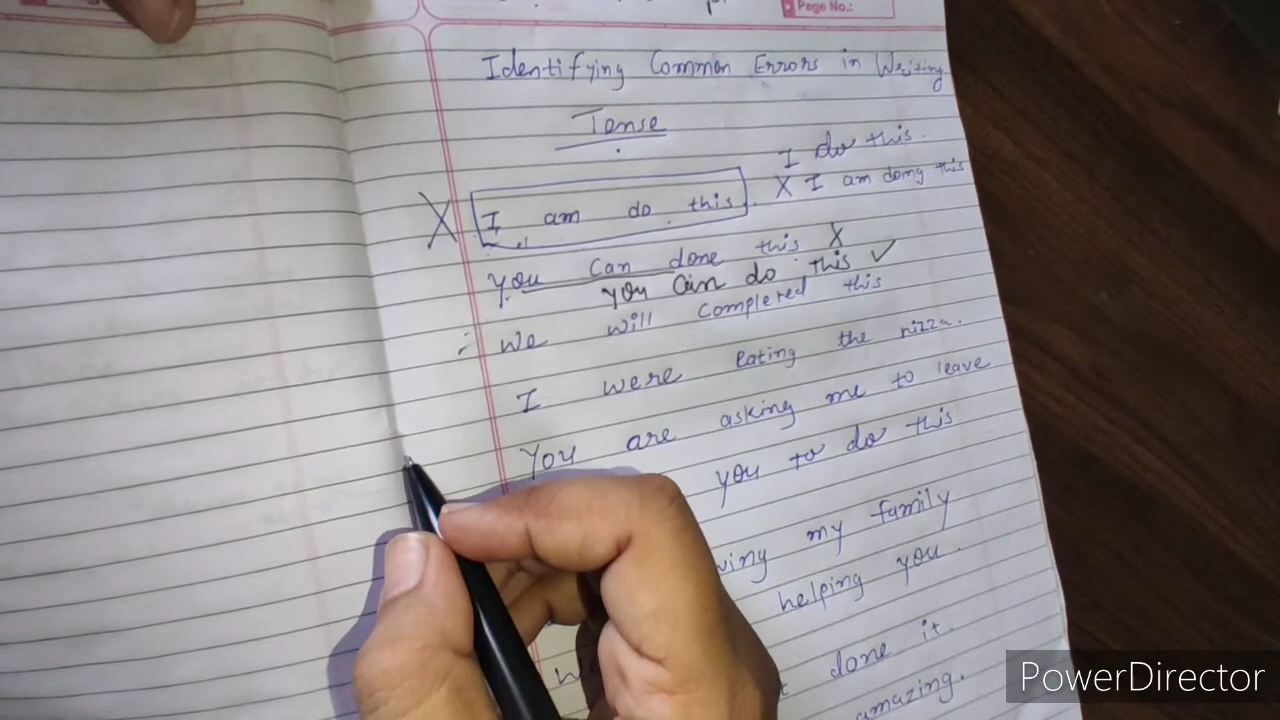 Page No.:
Identifying Common Errors in Writing
Tense
I do this.
X I am do this. X I am doing this
You can done this X
you can do this ✓
We will completed this
I were eating the pizza.
You are asking me to leave
you to do this
my family
helping you.
done it.
amazing.
PowerDirector